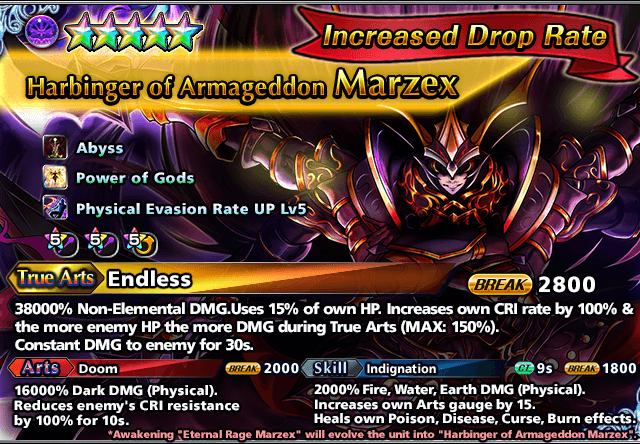 Increased Drop Rate
Harbinger of Armageddon Marzex
Abyss
Power of Gods
Physical Evasion Rate UP Lv5
5 5 5
True Arts Endless BREAK 2800
38000% Non-Elemental DMG.Uses 15% of own HP. Increases own CRI rate by 100% &
the more enemy HP the more DMG during True Arts (MAX: 150%).
Constant DMG to enemy for 30s.
Arts Doom BREAK 2000
16000% Dark DMG (Physical).
Reduces enemy's CRI resistance
by 100% for 10s.
Skill Indignation C.T. 9s BREAK 1800
2000% Fire, Water, Earth DMG (Physical).
Increases own Arts gauge by 15.
Heals own Poison, Disease, Curse, Burn effects.
*Awakening "Eternal Rage Marzex" will evolve the unit into "Harbinger of Armageddon Marzex"